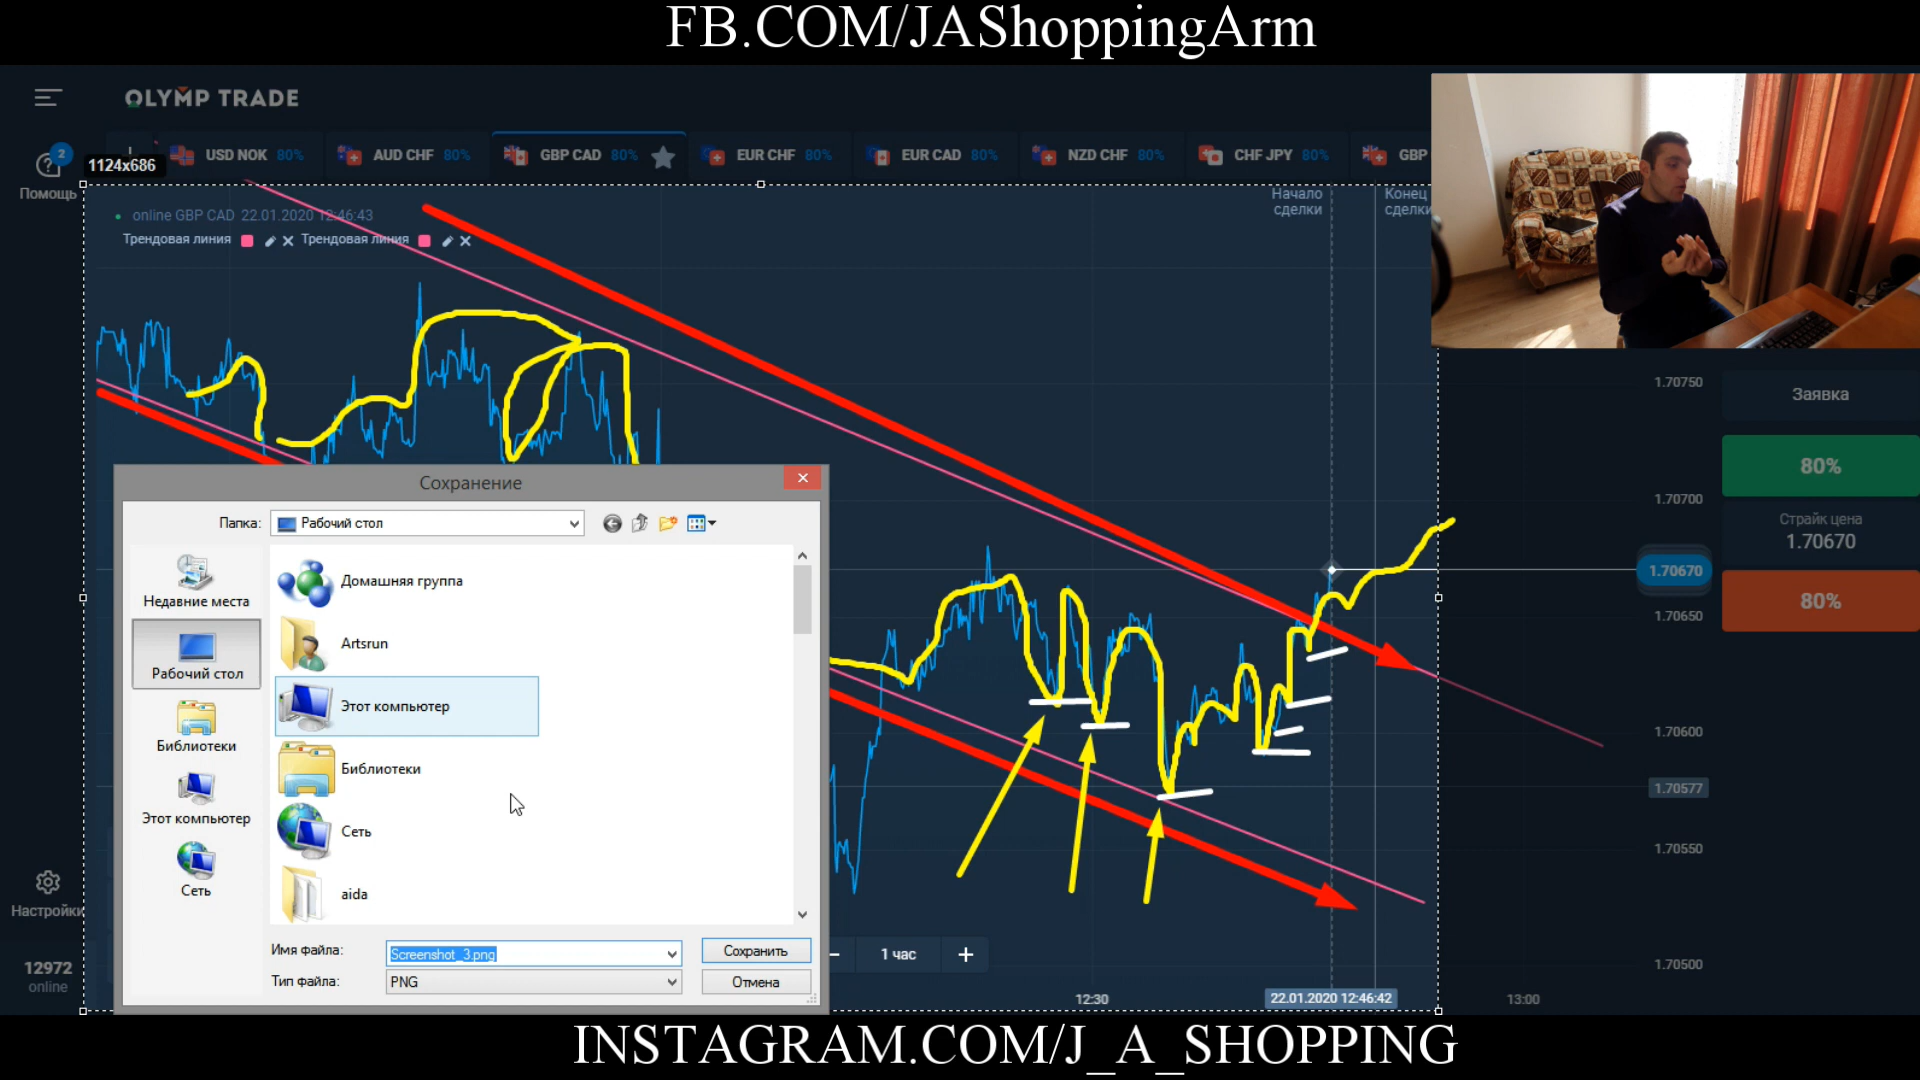 FB.COM/JAShoppingArm
OLYMP TRADE
2
Помощь
1124x686
USD NOK 80%
AUD CHF 80%
GBP CAD 80%
EUR CHF 80%
EUR CAD 80%
NZD CHF 80%
CHF JPY 80%
GBP
online GBP CAD 22.01.2020 12:46:43
Трендовая линия
Трендовая линия
Начало сделки
Конец сделки
1.70750
1.70700
1.70670
1.70650
1.70600
1.70577
1.70550
1.70500
Заявка
80%
Страйк цена
1.70670
80%
Сохранение
Папка:
Рабочий стол
Недавние места
Рабочий стол
Библиотеки
Этот компьютер
Сеть
Домашняя группа
Artsrun
Этот компьютер
Библиотеки
Сеть
aida
Имя файла:
Screenshot_3.png
Сохранить
Тип файла:
PNG
Отмена
Настройки
12972
online
1 час
12:30
22.01.2020 12:46:42
13:00
INSTAGRAM.COM/J_A_SHOPPING